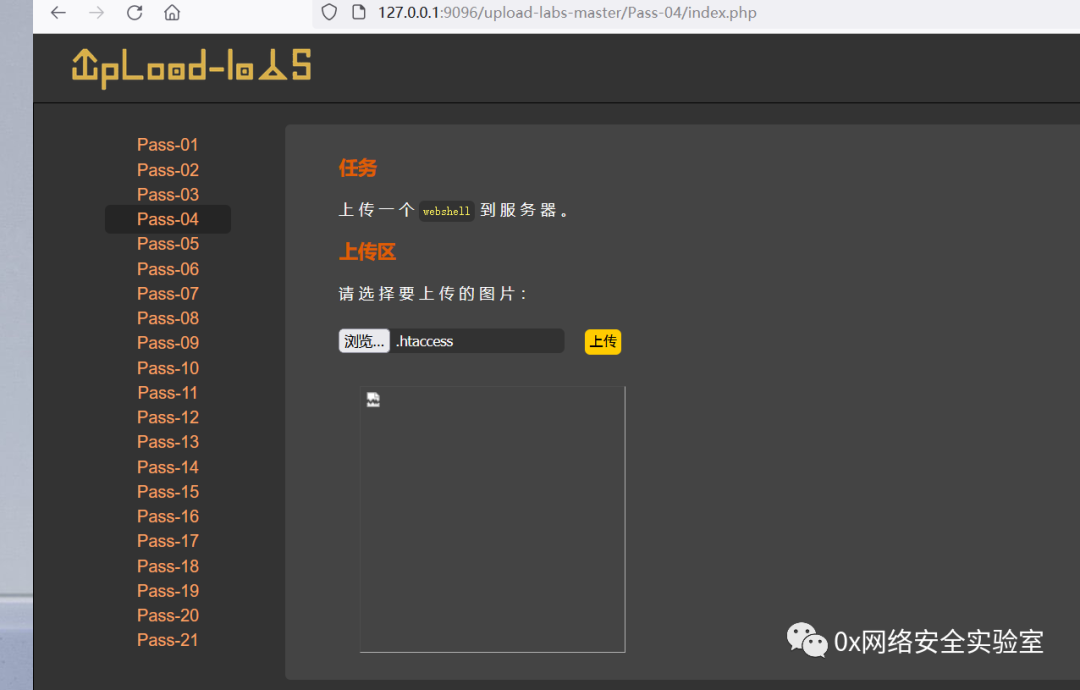 127.0.0.1:9096/upload-labs-master/Pass-04/index.php
UpLoad-labs
Pass-01
Pass-02
Pass-03
Pass-04
Pass-05
Pass-06
Pass-07
Pass-08
Pass-09
Pass-10
Pass-11
Pass-12
Pass-13
Pass-14
Pass-15
Pass-16
Pass-17
Pass-18
Pass-19
Pass-20
Pass-21
任务
上传一个 webshell 到服务器。
上传区
请选择要上传的图片：
浏览... .htaccess 上传
0x网络安全实验室